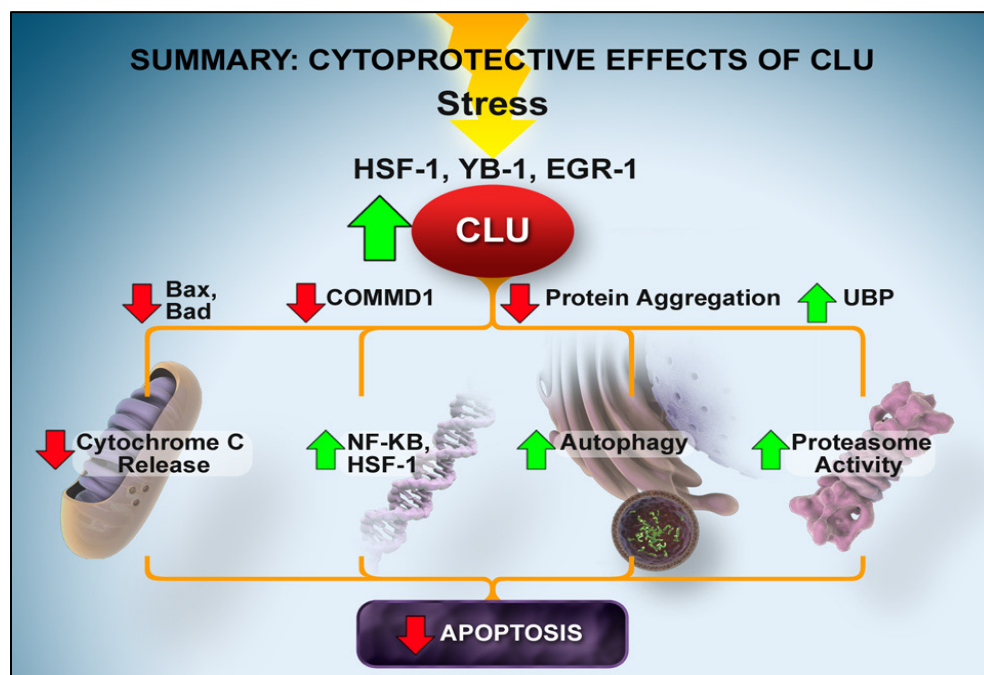 SUMMARY: CYTOPROTECTIVE EFFECTS OF CLU
Stress
HSF-1, YB-1, EGR-1
CLU
Bax,
Bad
COMMD1
Protein Aggregation
UBP
Cytochrome C
Release
NF-KB,
HSF-1
Autophagy
Proteasome
Activity
APOPTOSIS